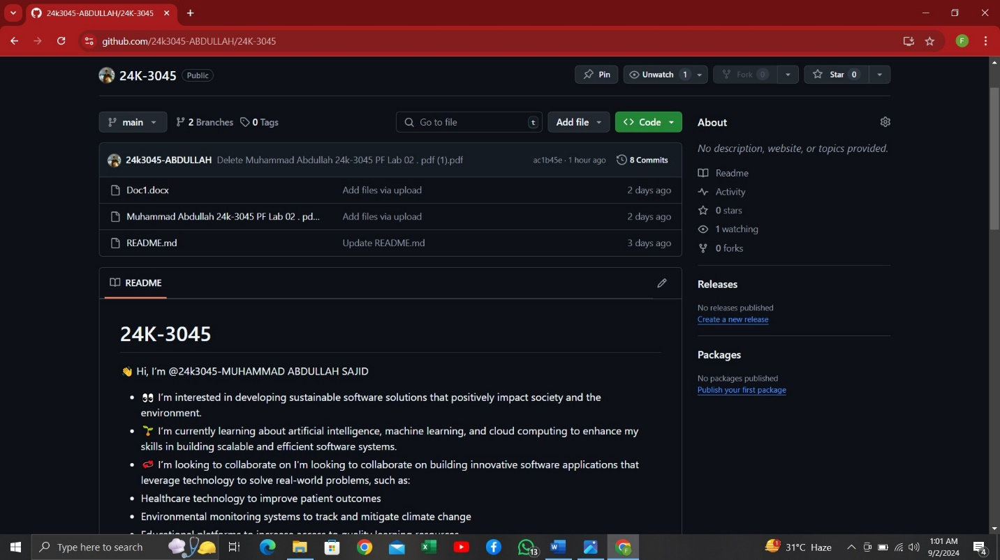 24k3045-ABDULLAH/24K-3045
github.com/24k3045-ABDULLAH/24K-3045
F
24K-3045 Public
Pin Unwatch 1 Fork 0 Star 0
main 2 Branches 0 Tags Go to file t Add file Code
24k3045-ABDULLAH Delete Muhammad Abdullah 24k-3045 PF Lab 02 . pdf (1).pdf ac1b45e · 1 hour ago 8 Commits
Doc1.docx Add files via upload 2 days ago
Muhammad Abdullah 24k-3045 PF Lab 02 . pd... Add files via upload 2 days ago
README.md Update README.md 3 days ago
README
24K-3045
👋 Hi, I'm @24k3045-MUHAMMAD ABDULLAH SAJID
• 👀 I'm interested in developing sustainable software solutions that positively impact society and the
environment.
• 🌱 I'm currently learning about artificial intelligence, machine learning, and cloud computing to enhance my
skills in building scalable and efficient software systems.
• 💞️ I'm looking to collaborate on I'm looking to collaborate on building innovative software applications that
leverage technology to solve real-world problems, such as:
• Healthcare technology to improve patient outcomes
• Environmental monitoring systems to track and mitigate climate change
• Educational platforms to increase access to quality learning resources
About
No description, website, or topics provided.
Readme
Activity
0 stars
1 watching
0 forks
Releases
No releases published
Create a new release
Packages
No packages published
Publish your first package
Type here to search
13
1
31°C Haze
1:01 AM
9/2/2024
4